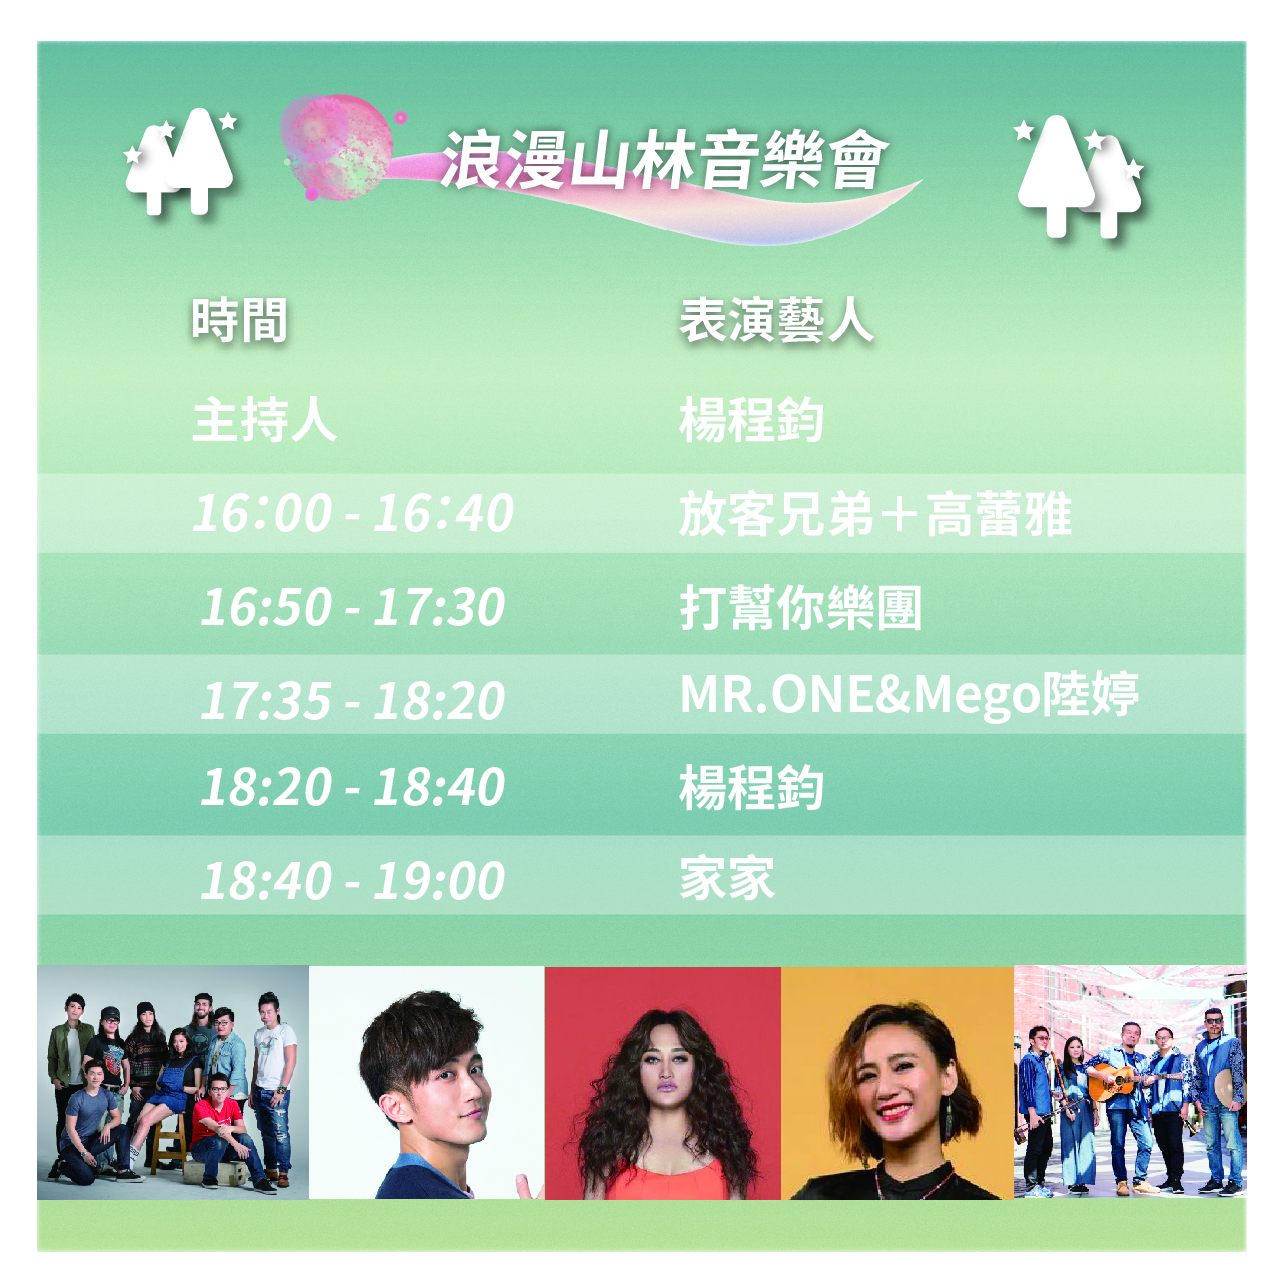 浪漫山林音樂會
時間 表演藝人
主持人 楊程鈞
16:00 - 16:40 放客兄弟＋高蕾雅
16:50 - 17:30 打幫你樂團
17:35 - 18:20 MR.ONE&Mego陸婷
18:20 - 18:40 楊程鈞
18:40 - 19:00 家家